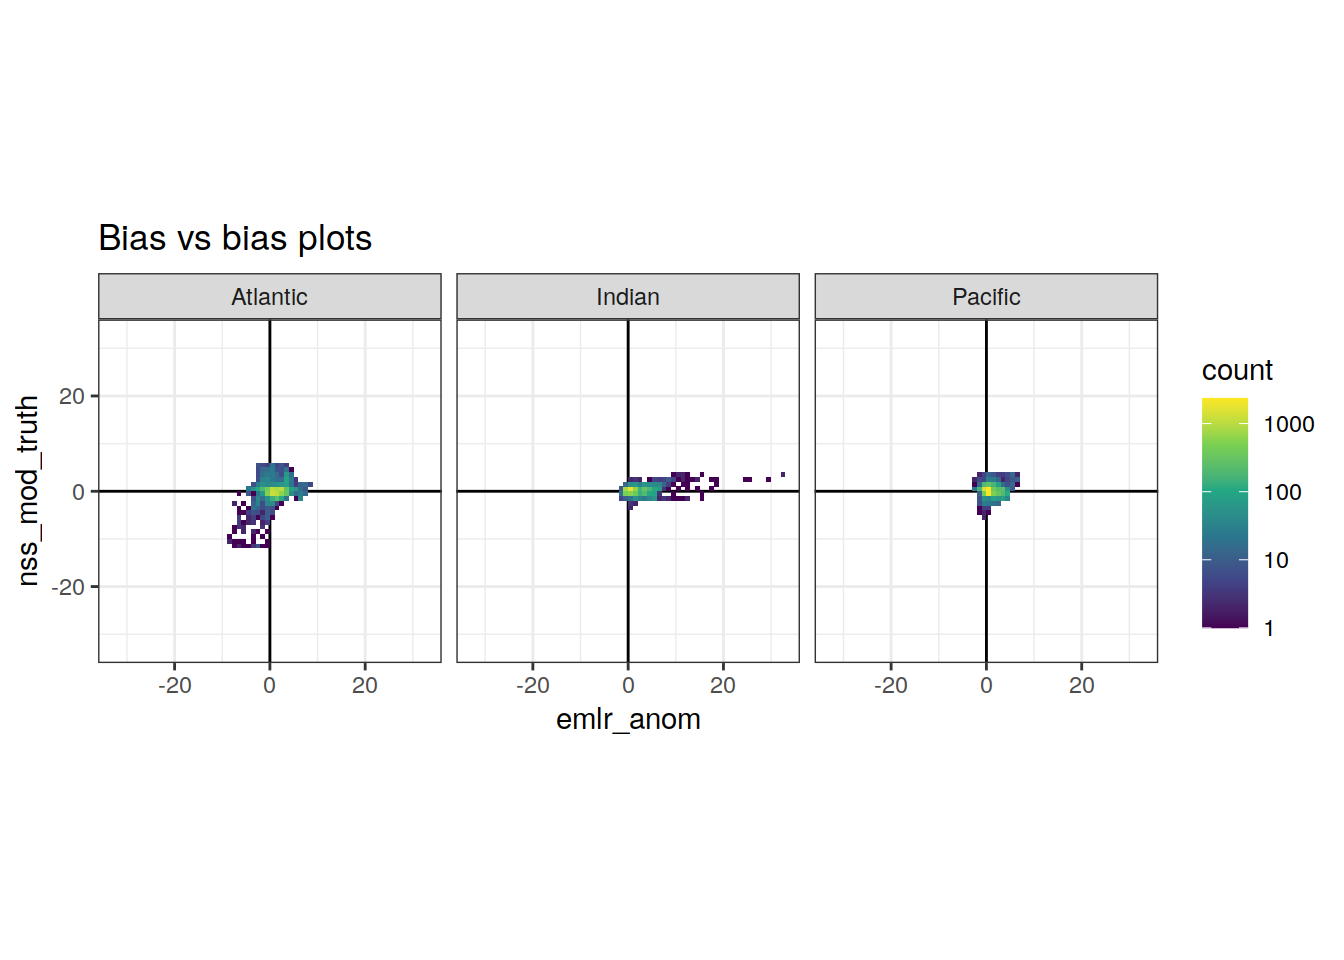 Bias vs bias plots
Atlantic
Indian
Pacific
nss_mod_truth
20
0
-20
-20 0 20
-20 0 20
-20 0 20
emlr_anom
count
1000
100
10
1